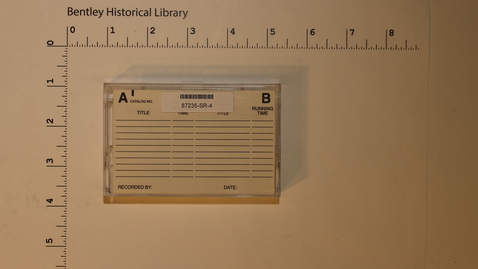 Bentley Historical Library
0 1 2 3 4 5 6 7 8
0 1 2 3 4 5
A B
CATALOG NO.
87235-SR-4
TITLE TIME TITLE RUNNING TIME
RECORDED BY: DATE: